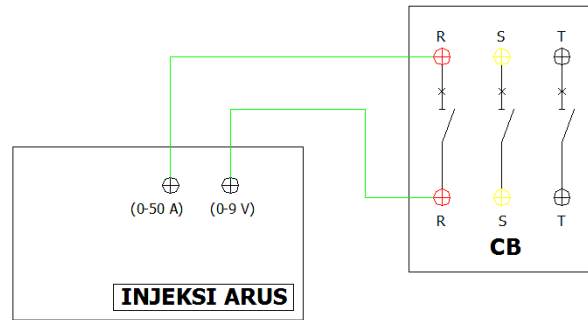 R S T
(0-50 A) (0-9 V)
R S T
CB
INJEKSI ARUS